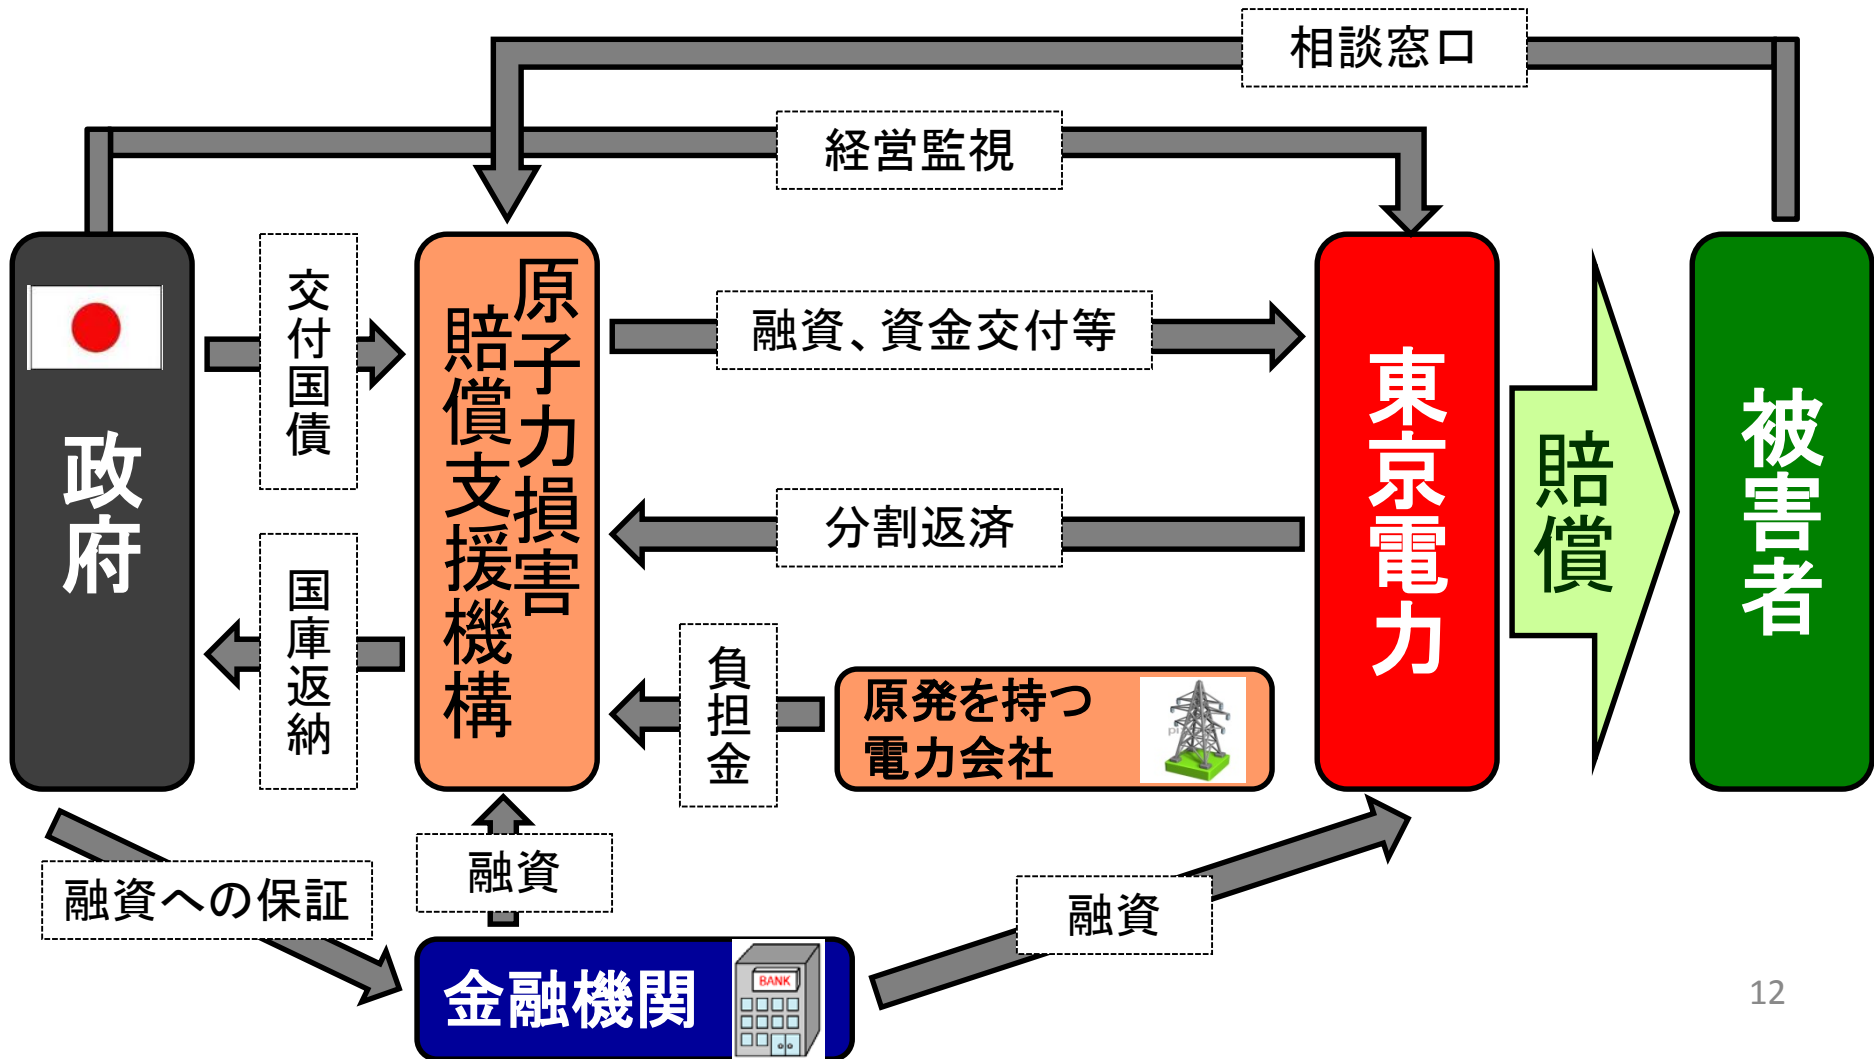 相談窓口
経営監視
政府
交付国債
国庫返納
原子力損害
賠償支援機構
融資、資金交付等
分割返済
負担金
原発を持つ
電力会社
東京電力
賠償
被害者
融資への保証
融資
融資
金融機関
BANK
12